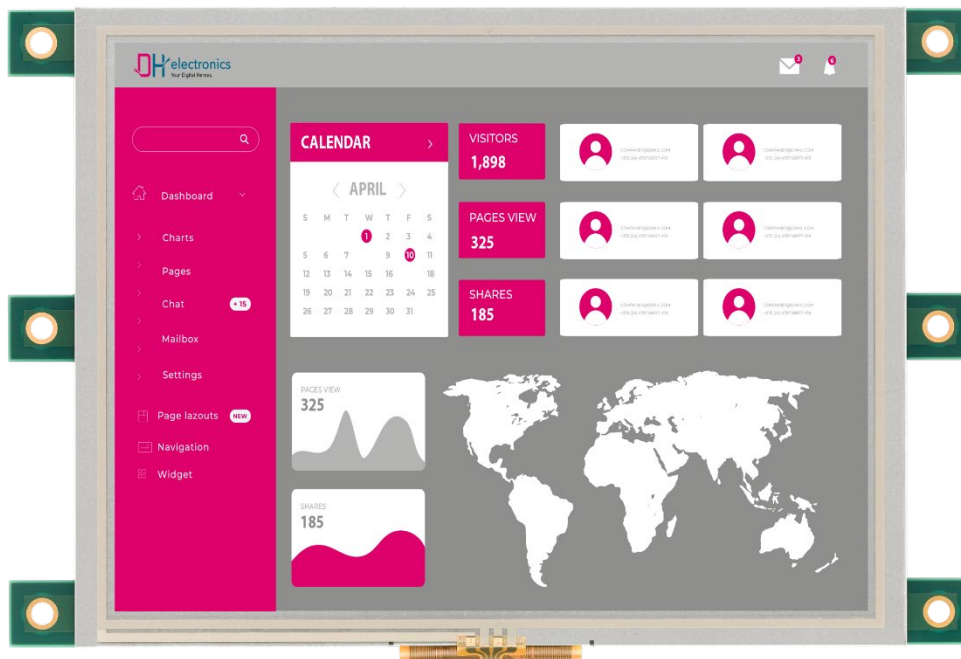 DH electronics
Your Digital Heroes.
3
6
Dashboard
Charts
Pages
Chat
+ 15
Mailbox
Settings
Page lazouts
NEW
Navigation
Widget
CALENDAR
APRIL
S M T W T F S
1 2 3 4
5 6 7 9 10 11
12 13 14 15 16 18
19 20 21 22 23 24 25
26 27 28 29 30 31
VISITORS
1,898
PAGES VIEW
325
SHARES
185
PAGES VIEW
325
SHARES
185